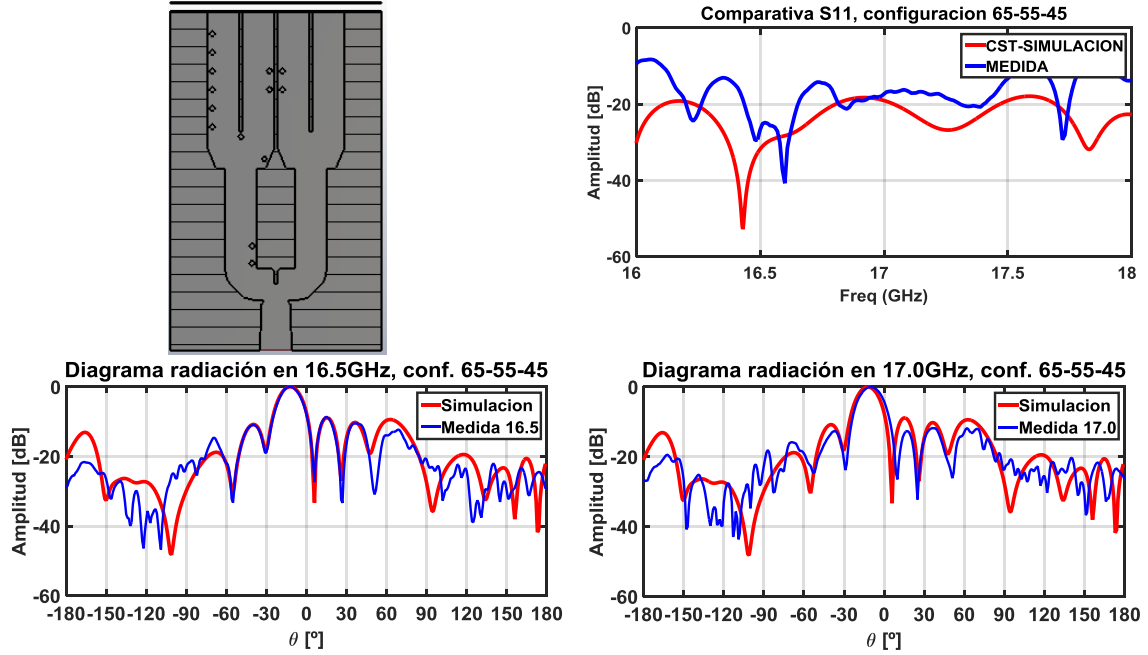 Comparativa S11, configuracion 65-55-45
Amplitud [dB]
0
-20
-40
-60
CST-SIMULACION
MEDIDA
16 16.5 17 17.5 18
Freq (GHz)
Diagrama radiación en 16.5GHz, conf. 65-55-45
Amplitud [dB]
0
-20
-40
-60
Simulacion
Medida 16.5
-180 -150 -120 -90 -60 -30 0 30 60 90 120 150 180
θ [º]
Diagrama radiación en 17.0GHz, conf. 65-55-45
Amplitud [dB]
0
-20
-40
-60
Simulacion
Medida 17.0
-180 -150 -120 -90 -60 -30 0 30 60 90 120 150 180
θ [º]